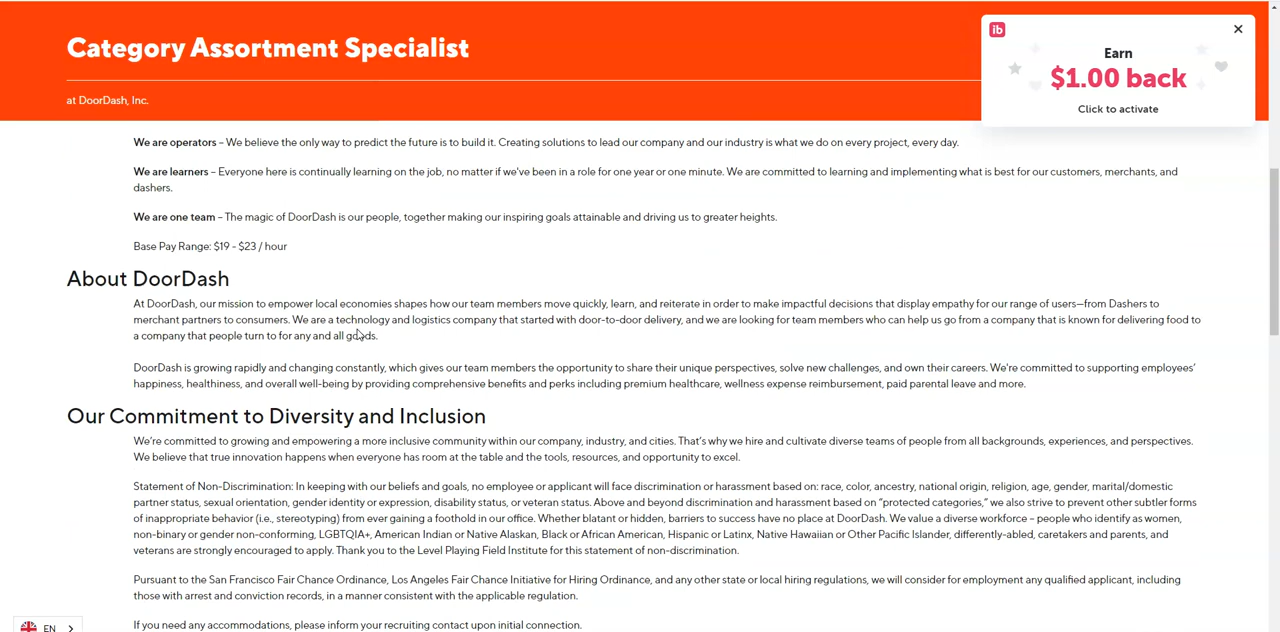 Category Assortment Specialist
at DoorDash, Inc.
ib
Earn
$1.00 back
Click to activate
We are operators – We believe the only way to predict the future is to build it. Creating solutions to lead our company and our industry is what we do on every project, every day.
We are learners – Everyone here is continually learning on the job, no matter if we've been in a role for one year or one minute. We are committed to learning and implementing what is best for our customers, merchants, and
dashers.
We are one team – The magic of DoorDash is our people, together making our inspiring goals attainable and driving us to greater heights.
Base Pay Range: $19 - $23 / hour
About DoorDash
At DoorDash, our mission to empower local economies shapes how our team members move quickly, learn, and reiterate in order to make impactful decisions that display empathy for our range of users—from Dashers to
merchant partners to consumers. We are a technology and logistics company that started with door-to-door delivery, and we are looking for team members who can help us go from a company that is known for delivering food to
a company that people turn to for any and all goods.
DoorDash is growing rapidly and changing constantly, which gives our team members the opportunity to share their unique perspectives, solve new challenges, and own their careers. We're committed to supporting employees'
happiness, healthiness, and overall well-being by providing comprehensive benefits and perks including premium healthcare, wellness expense reimbursement, paid parental leave and more.
Our Commitment to Diversity and Inclusion
We're committed to growing and empowering a more inclusive community within our company, industry, and cities. That's why we hire and cultivate diverse teams of people from all backgrounds, experiences, and perspectives.
We believe that true innovation happens when everyone has room at the table and the tools, resources, and opportunity to excel.
Statement of Non-Discrimination: In keeping with our beliefs and goals, no employee or applicant will face discrimination or harassment based on: race, color, ancestry, national origin, religion, age, gender, marital/domestic
partner status, sexual orientation, gender identity or expression, disability status, or veteran status. Above and beyond discrimination and harassment based on "protected categories," we also strive to prevent other subtler forms
of inappropriate behavior (i.e., stereotyping) from ever gaining a foothold in our office. Whether blatant or hidden, barriers to success have no place at DoorDash. We value a diverse workforce – people who identify as women,
non-binary or gender non-conforming, LGBTQIA+, American Indian or Native Alaskan, Black or African American, Hispanic or Latinx, Native Hawaiian or Other Pacific Islander, differently-abled, caretakers and parents, and
veterans are strongly encouraged to apply. Thank you to the Level Playing Field Institute for this statement of non-discrimination.
Pursuant to the San Francisco Fair Chance Ordinance, Los Angeles Fair Chance Initiative for Hiring Ordinance, and any other state or local hiring regulations, we will consider for employment any qualified applicant, including
those with arrest and conviction records, in a manner consistent with the applicable regulation.
If you need any accommodations, please inform your recruiting contact upon initial connection.
EN